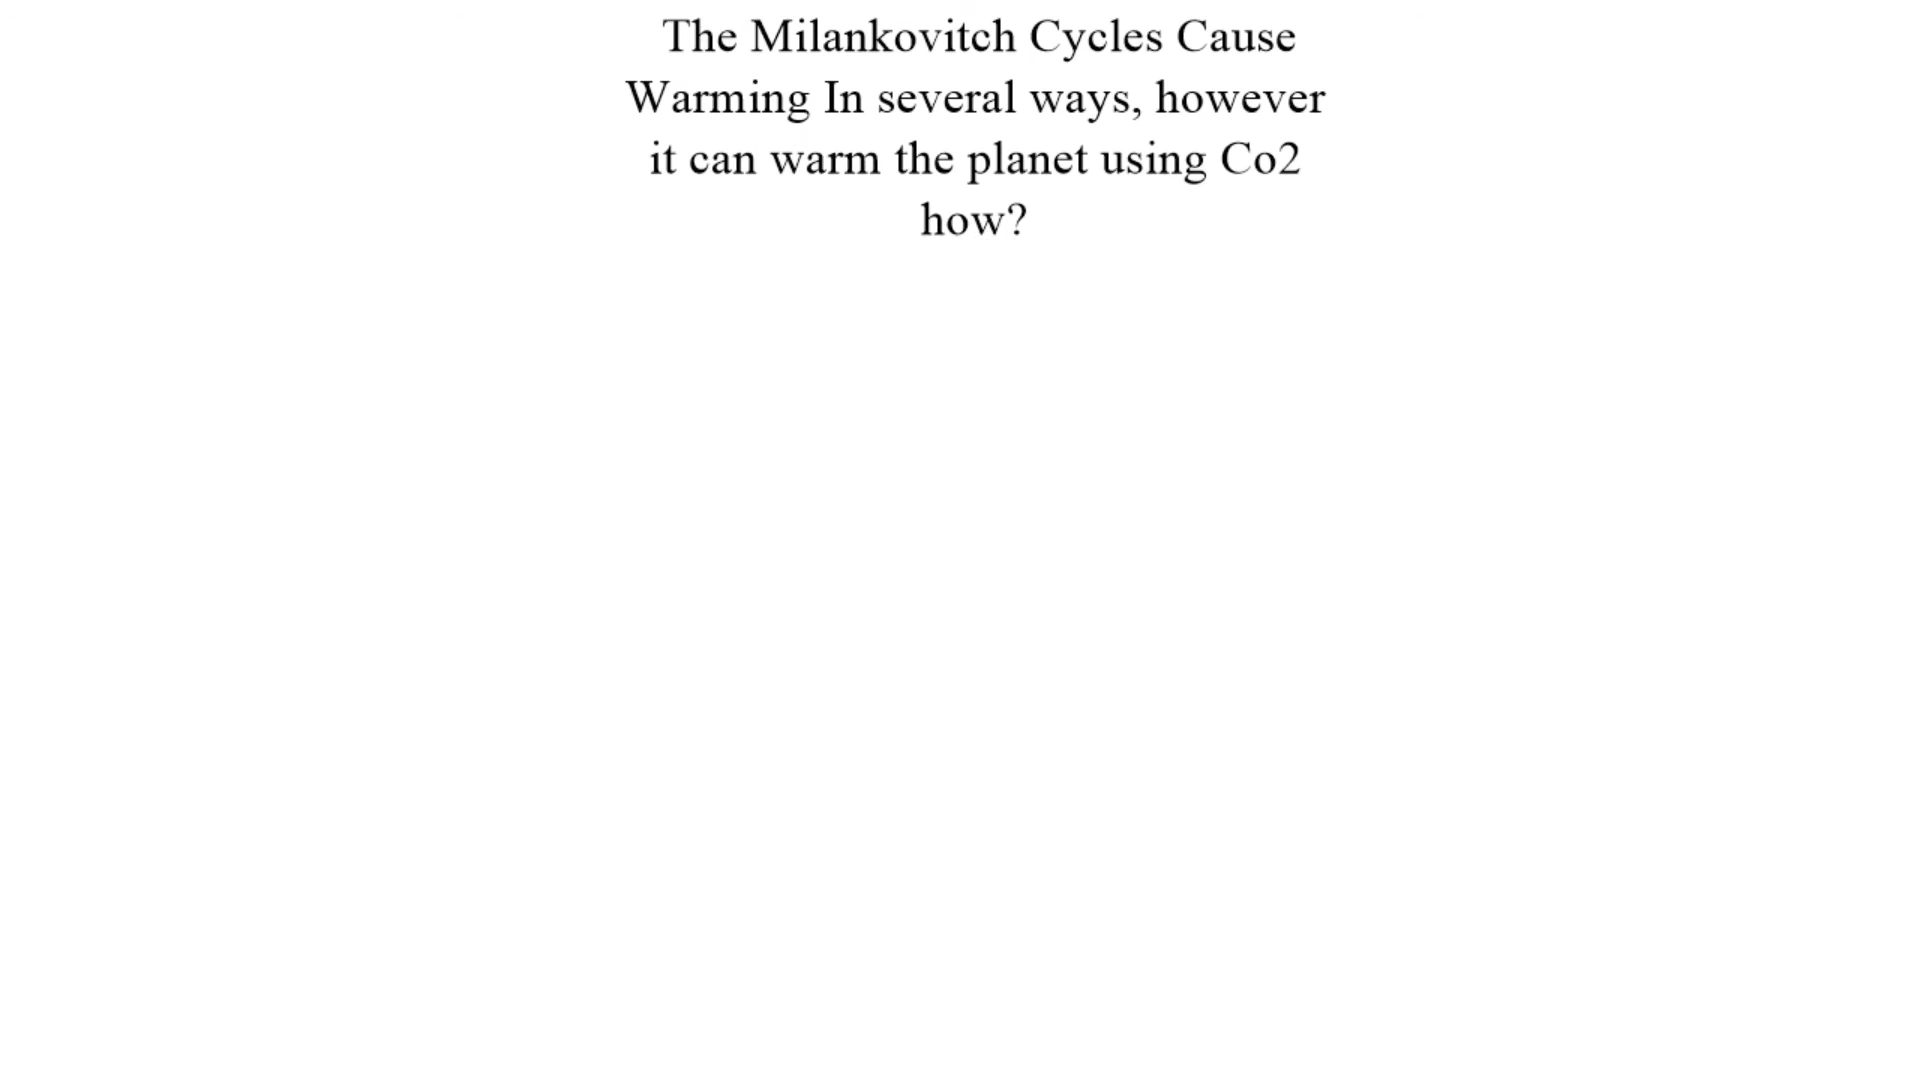 The Milankovitch Cycles Cause
Warming In several ways, however
it can warm the planet using Co2
how?